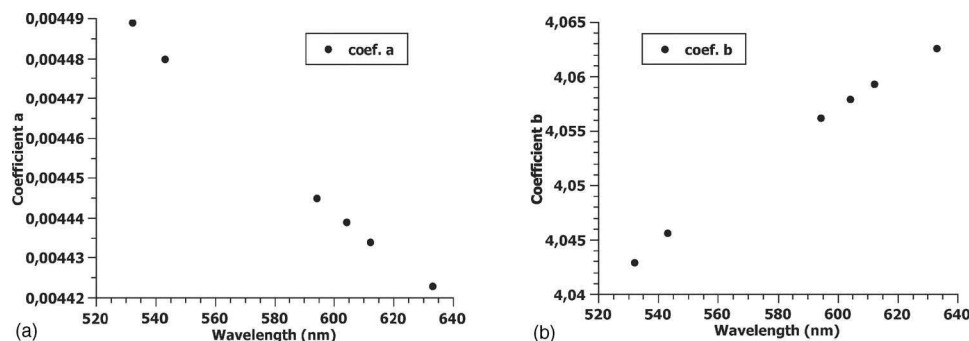 0,00449
0,00448
0,00447
0,00446
0,00445
0,00444
0,00443
0,00442
Coefficient a
coef. a
520 540 560 580 600 620 640
Wavelength (nm)
(a)
4,065
4,06
4,055
4,05
4,045
4,04
Coefficient b
coef. b
520 540 560 580 600 620 640
Wavelength (nm)
(b)